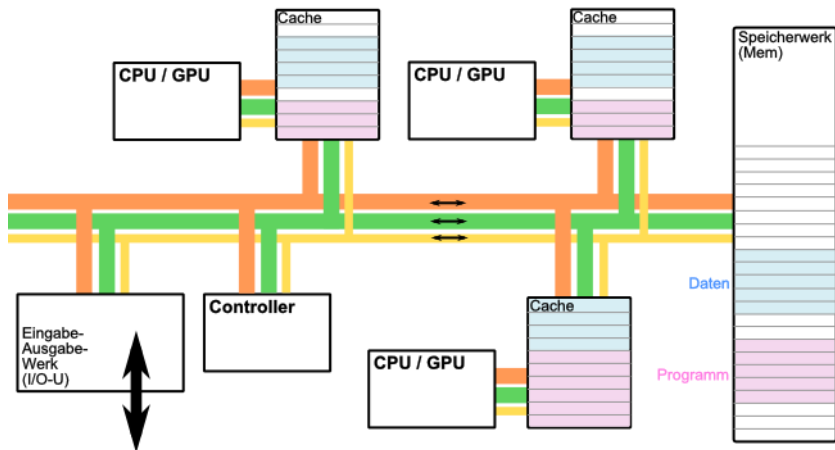 Cache
CPU / GPU
Cache
CPU / GPU
Speicherwerk
(Mem)
Daten
Programm
Eingabe-
Ausgabe-
Werk
(I/O-U)
Controller
Cache
CPU / GPU